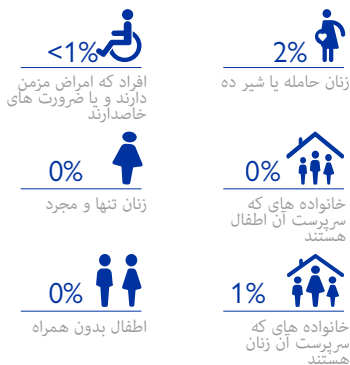 2%
زنان حامله یا شیر ده
<1%
افراد که امراض مزمن
دارند و یا ضرورت های
خاصدارند
0%
خانواده های که
سرپرست آن اطفال
هستند
0%
زنان تنها و مجرد
1%
خانواده های که
سرپرست آن زنان
هستند
0%
اطفال بدون همراه